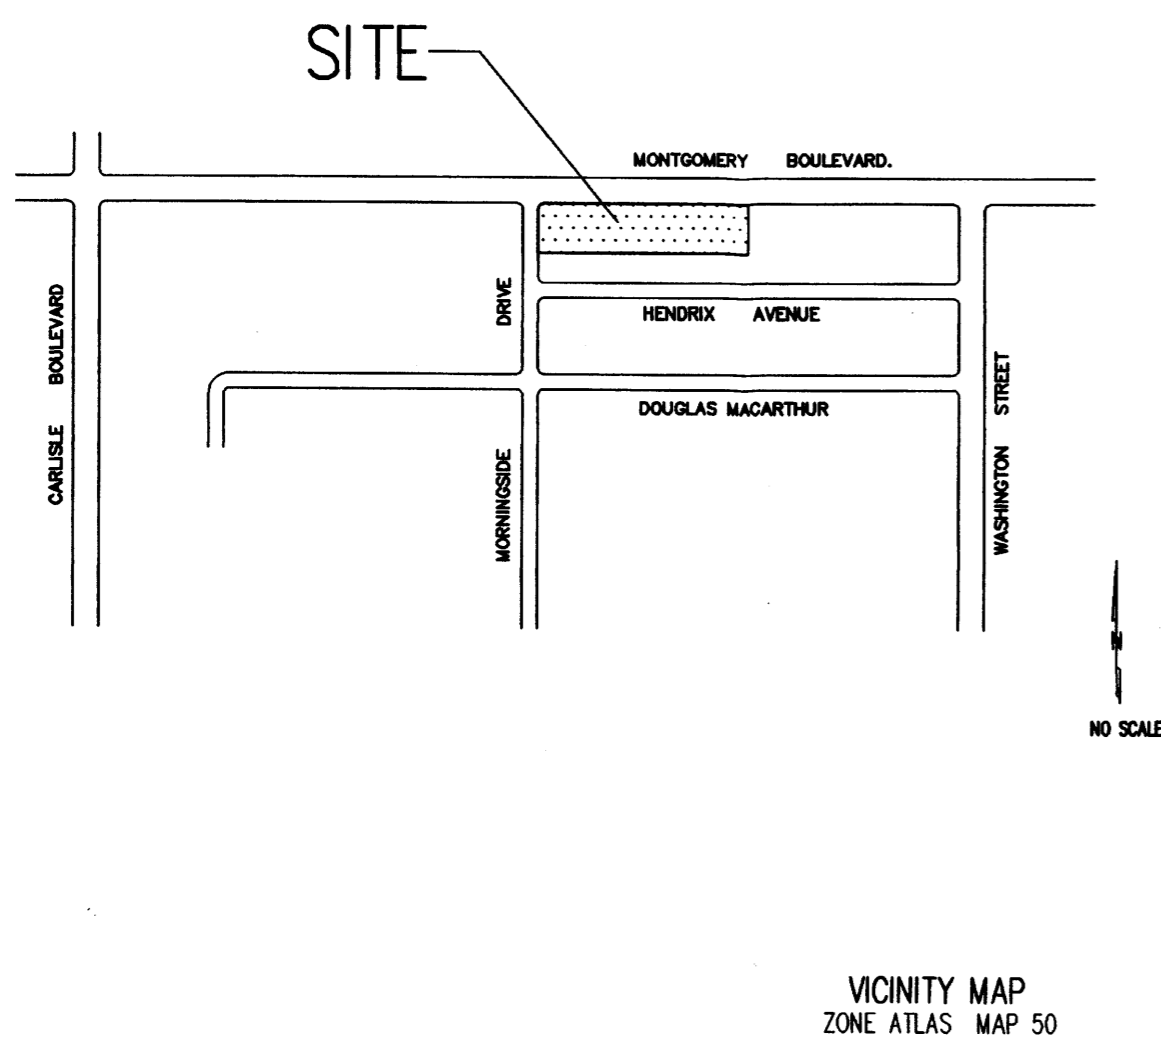 SITE
MONTGOMERY BOULEVARD.
CARLISLE BOULEVARD
MORNINGSIDE DRIVE
HENDRIX AVENUE
DOUGLAS MACARTHUR
WASHINGTON STREET
N
NO SCALE
VICINITY MAP
ZONE ATLAS MAP 50